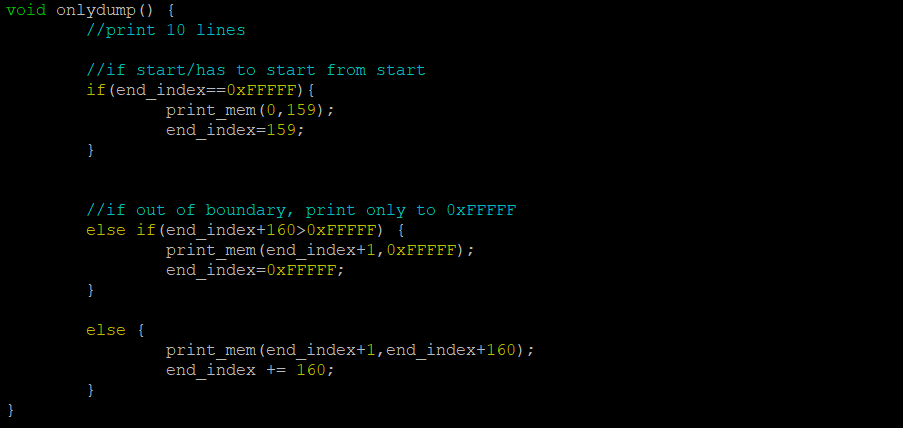 void onlydump() {
        //print 10 lines

        //if start/has to start from start
        if(end_index==0xFFFFF){
                print_mem(0,159);
                end_index=159;
        }


        //if out of boundary, print only to 0xFFFFF
        else if(end_index+160>0xFFFFF) {
                print_mem(end_index+1,0xFFFFF);
                end_index=0xFFFFF;
        }

        else {
                print_mem(end_index+1,end_index+160);
                end_index += 160;
        }
}